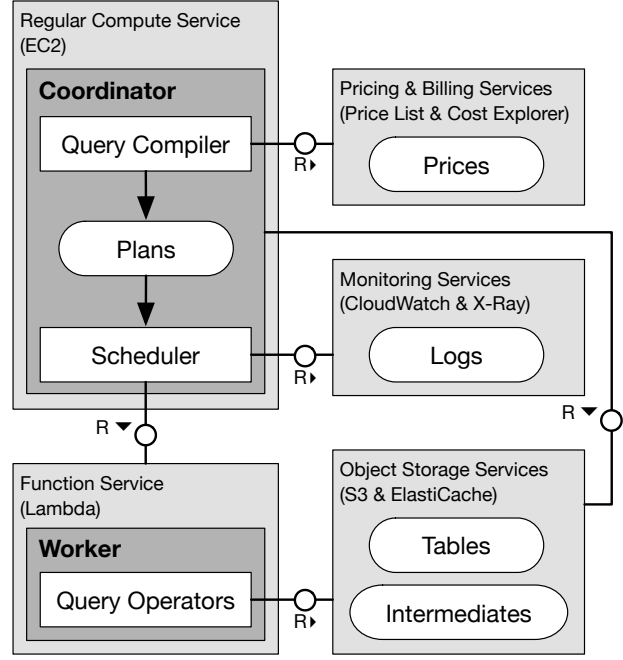 Regular Compute Service
(EC2)
Coordinator
Query Compiler
Plans
Scheduler
R
Pricing & Billing Services
(Price List & Cost Explorer)
Prices
R
Monitoring Services
(CloudWatch & X-Ray)
Logs
R
R
Function Service
(Lambda)
Worker
Query Operators
R
Object Storage Services
(S3 & ElastiCache)
Tables
Intermediates